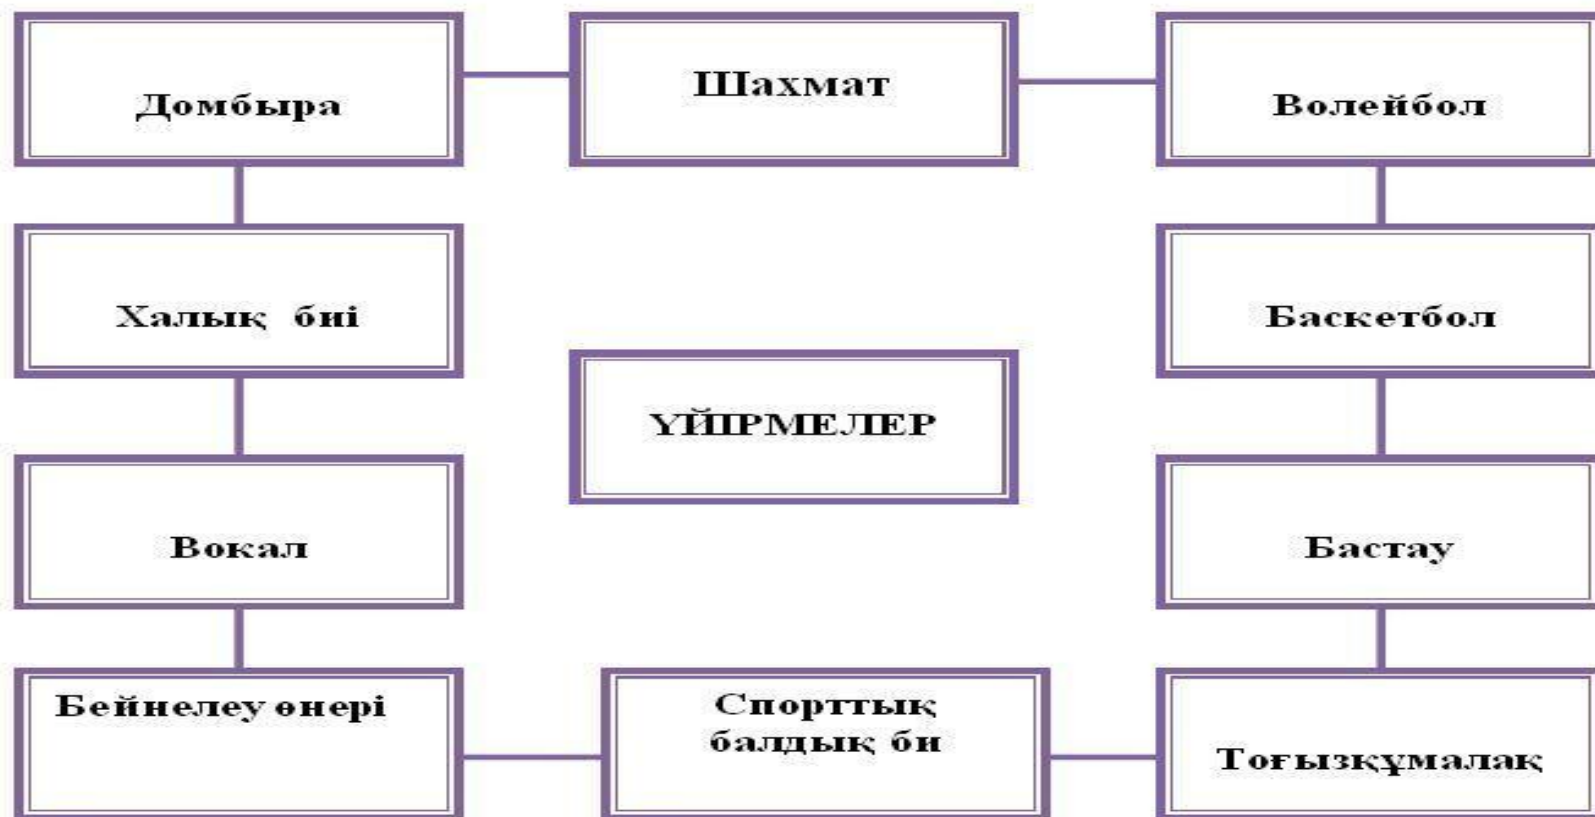 Домбыра
Шахмат
Волейбол
Халық биі
Баскетбол
ҮЙІРМЕЛЕР
Вокал
Бастау
Бейнелеу өнері
Спорттық
балдық би
Тоғызқұмалақ